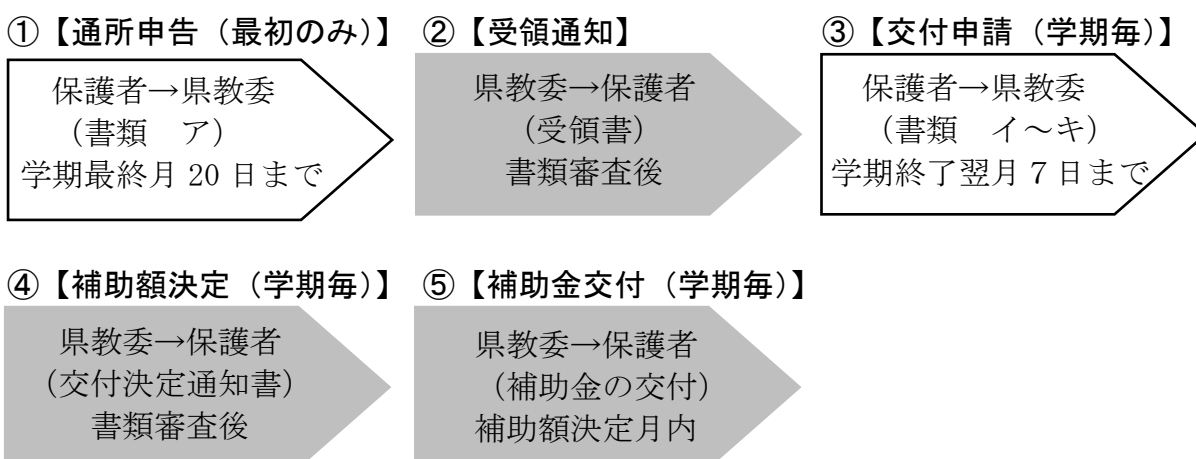 ①【通所申告（最初のみ）】
保護者→県教委
（書類　ア）
学期最終月 20 日まで
②【受領通知】
県教委→保護者
（受領書）
書類審査後
③【交付申請（学期毎）】
保護者→県教委
（書類　イ～キ）
学期終了翌月７日まで
④【補助額決定（学期毎）】
県教委→保護者
（交付決定通知書）
書類審査後
⑤【補助金交付（学期毎）】
県教委→保護者
（補助金の交付）
補助額決定月内